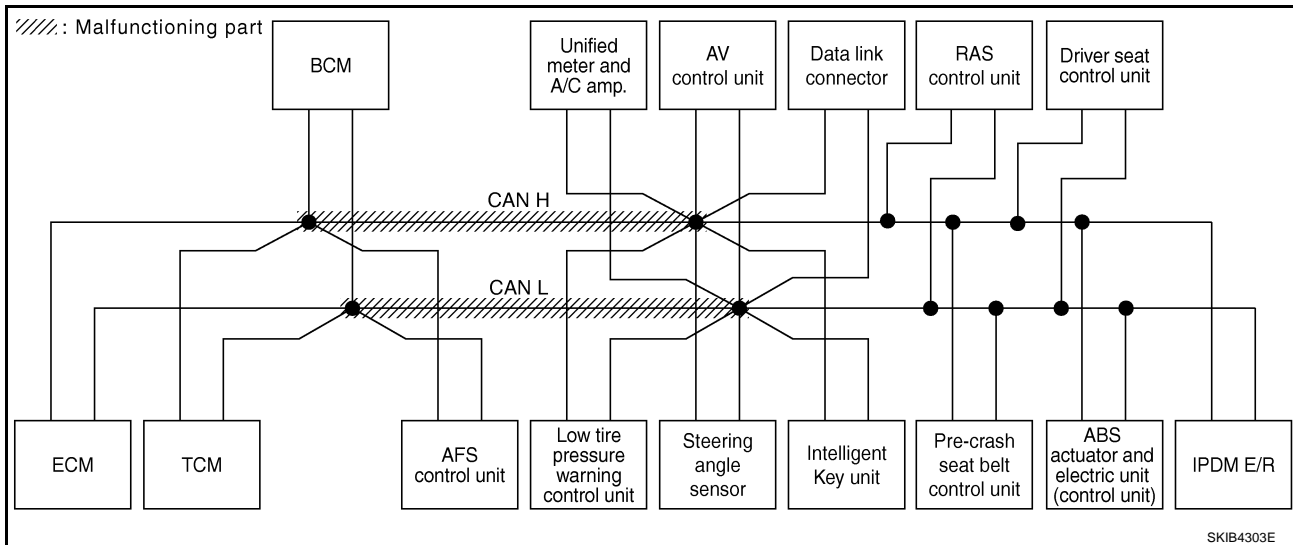 : Malfunctioning part
BCM
Unified
meter and
A/C amp.
AV
control unit
Data link
connector
RAS
control unit
Driver seat
control unit
CAN H
CAN L
ECM
TCM
AFS
control unit
Low tire
pressure
warning
control unit
Steering
angle
sensor
Intelligent
Key unit
Pre-crash
seat belt
control unit
ABS
actuator and
electric unit
(control unit)
IPDM E/R
SKIB4303E